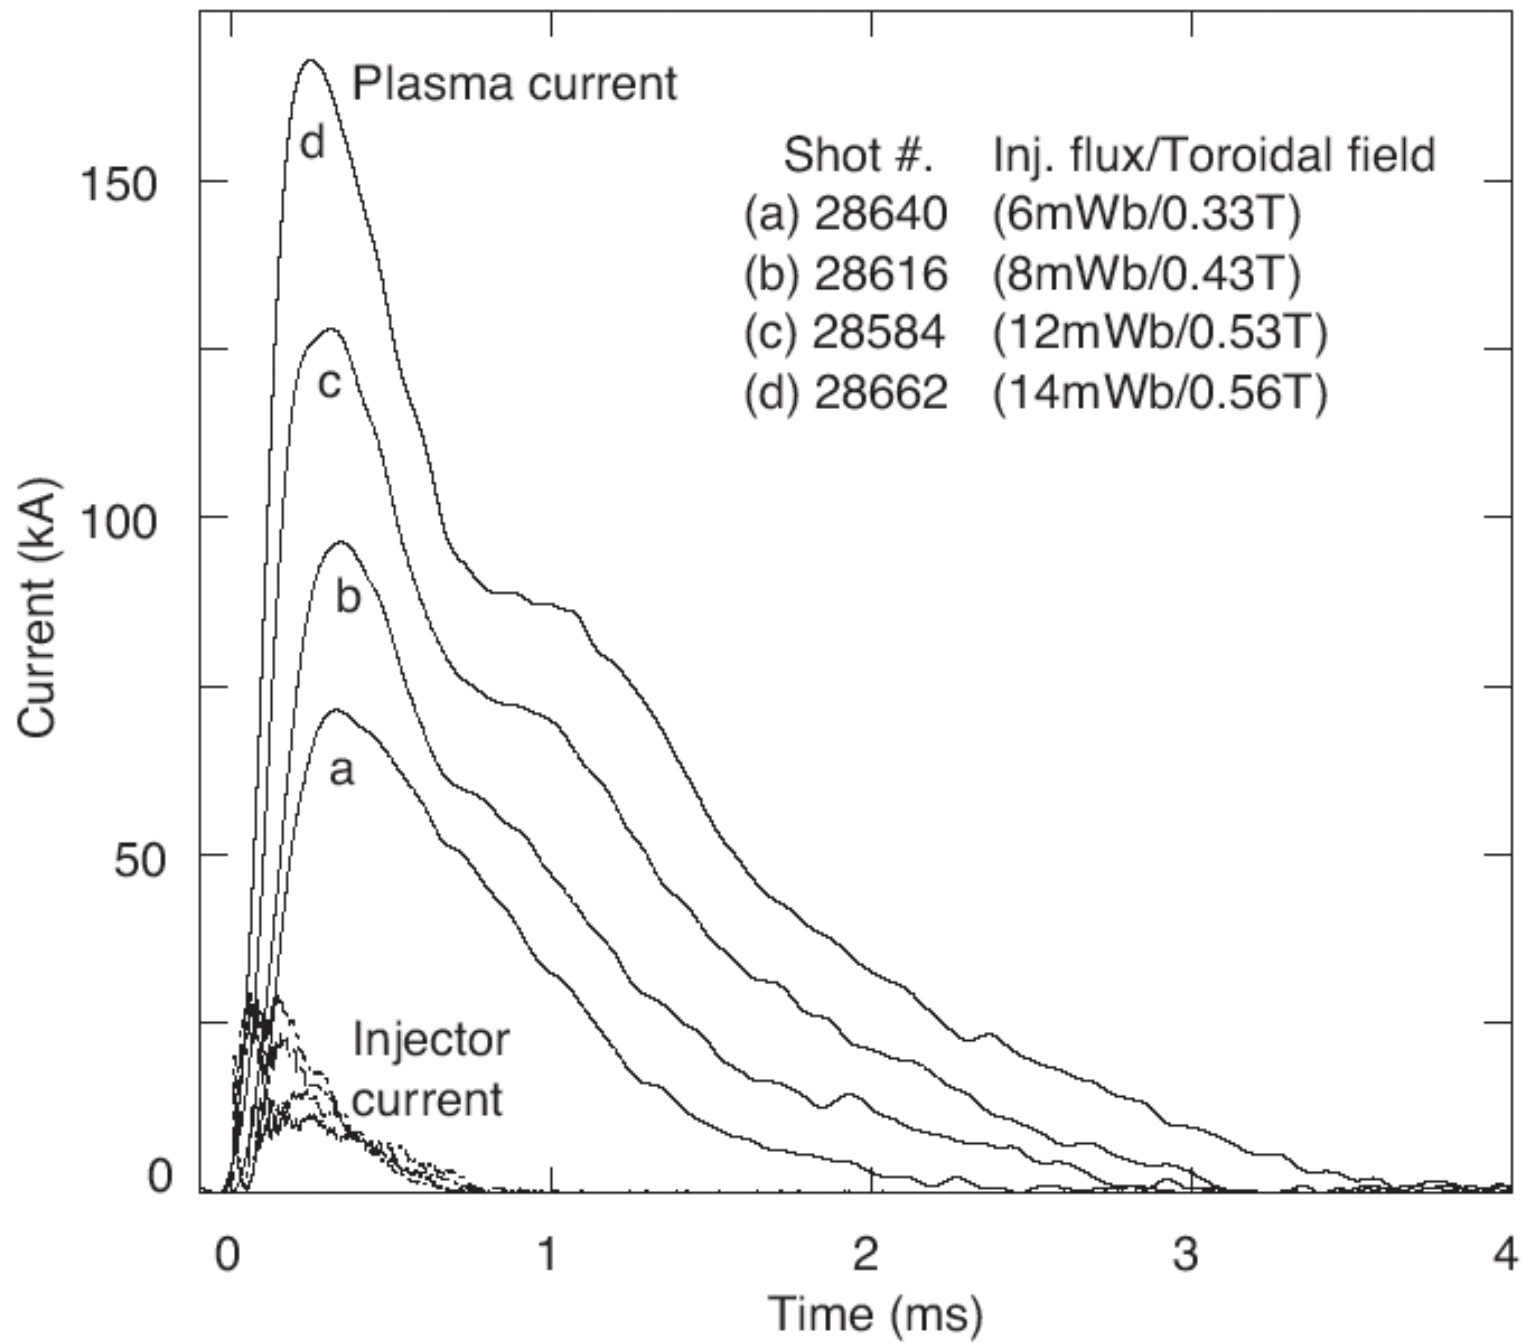 Plasma current
d
c
b
a
Shot #. Inj. flux/Toroidal field
(a) 28640 (6mWb/0.33T)
(b) 28616 (8mWb/0.43T)
(c) 28584 (12mWb/0.53T)
(d) 28662 (14mWb/0.56T)
150
100
50
0
Current (kA)
Injector
current
0 1 2 3 4
Time (ms)